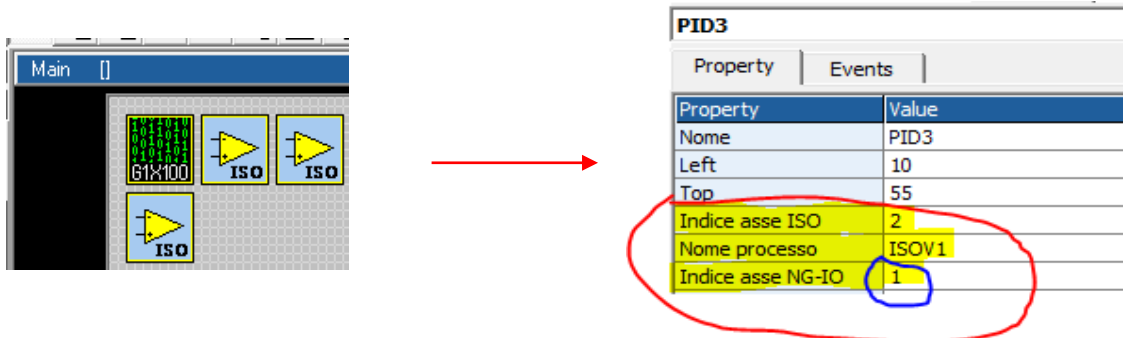 Main []
G1X100
ISO
ISO
ISO
PID3
Property Events
Property Value
Nome PID3
Left 10
Top 55
Indice asse ISO 2
Nome processo ISOV1
Indice asse NG-IO 1